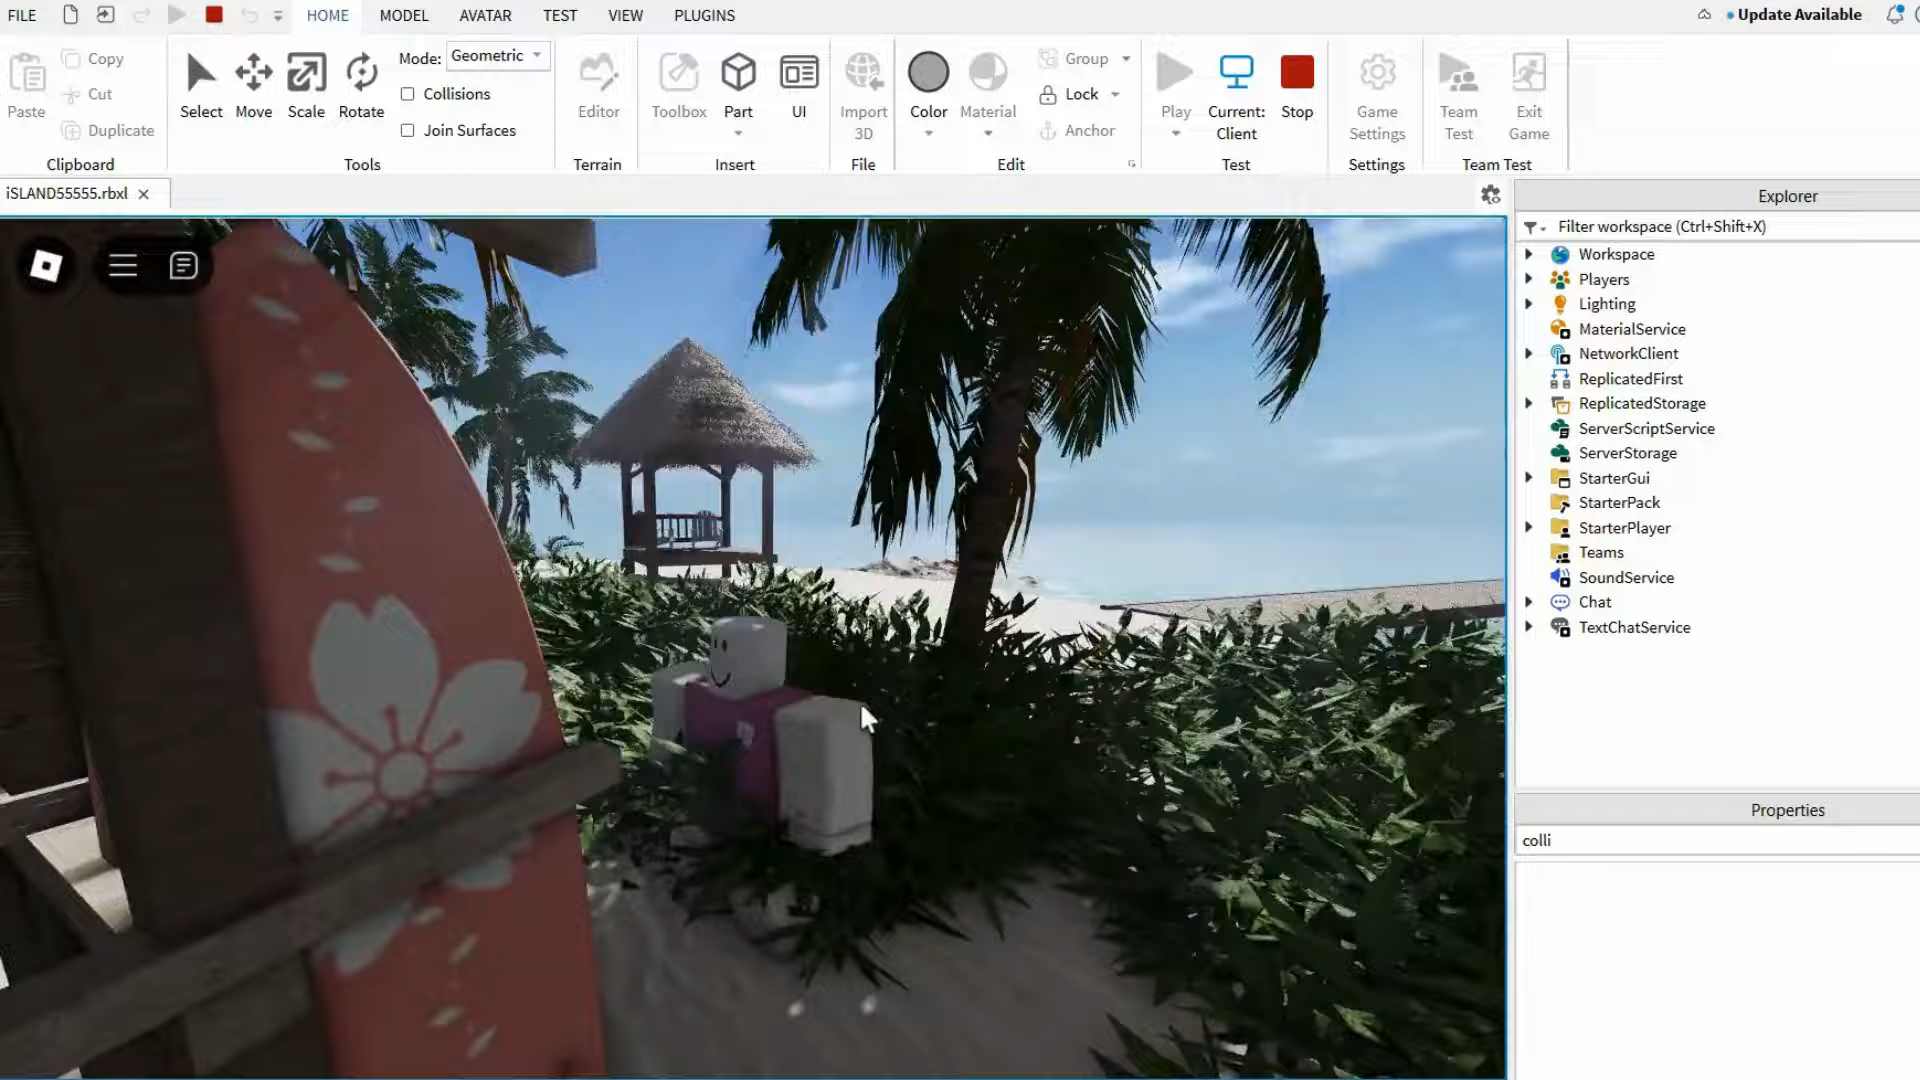 FILE
HOME
MODEL
AVATAR
TEST
VIEW
PLUGINS
Update Available
Paste
Copy
Cut
Duplicate
Clipboard
Select
Move
Scale
Rotate
Mode: Geometric
Collisions
Join Surfaces
Tools
Editor
Terrain
Toolbox
Part
UI
Insert
Import
3D
File
Color
Material
Group
Lock
Anchor
Edit
Play
Current:
Client
Stop
Test
Game
Settings
Settings
Team
Test
Exit
Game
Team Test
iSLAND55555.rbxl
Explorer
Filter workspace (Ctrl+Shift+X)
Workspace
Players
Lighting
MaterialService
NetworkClient
ReplicatedFirst
ReplicatedStorage
ServerScriptService
ServerStorage
StarterGui
StarterPack
StarterPlayer
Teams
SoundService
Chat
TextChatService
Properties
colli